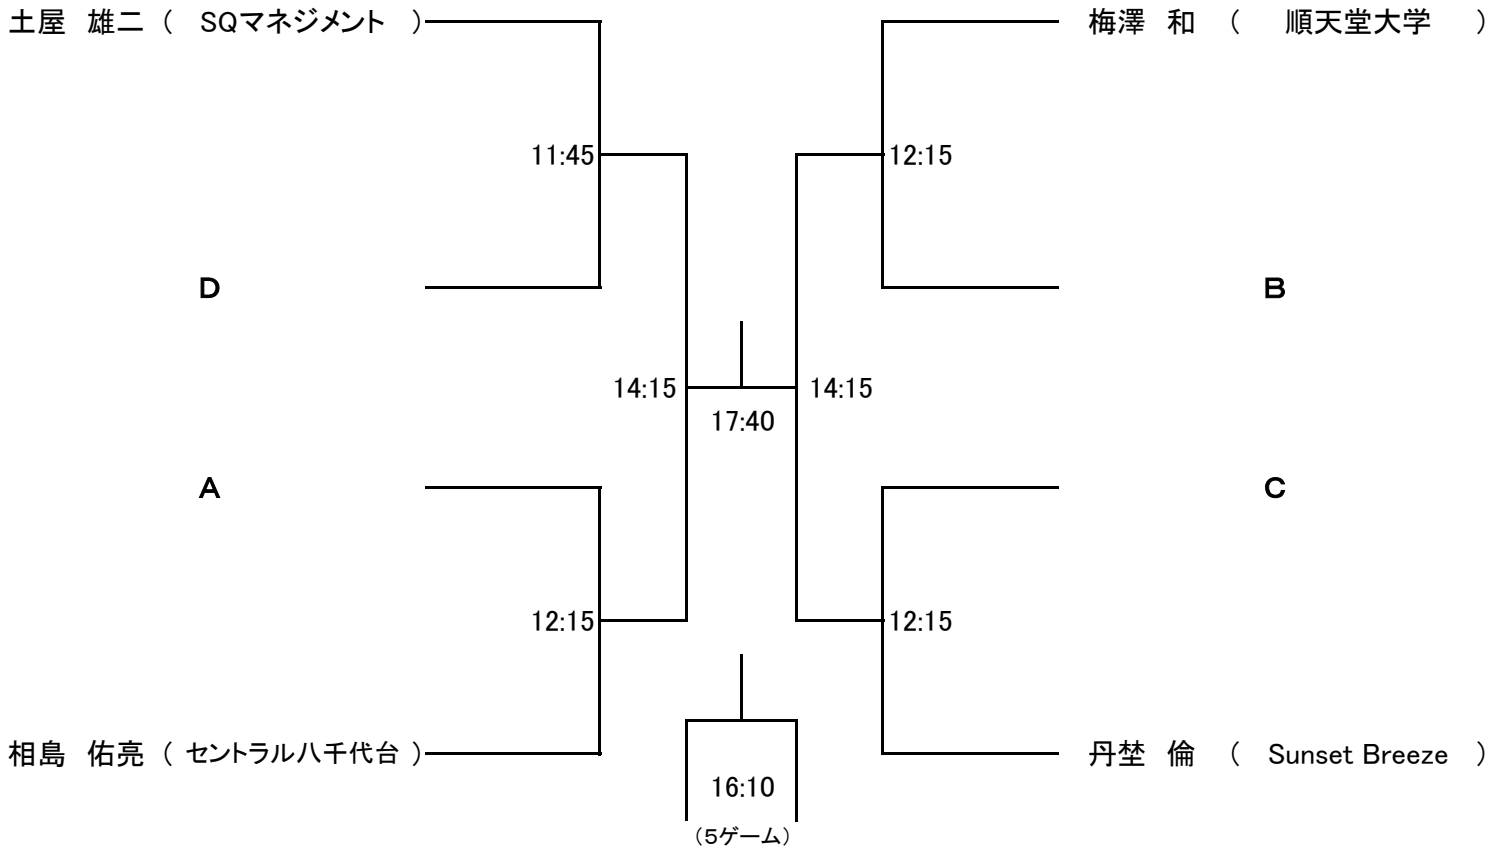 土屋　雄二（　SQマネジメント　）
梅澤　和　（　順天堂大学　）
11:45
12:15
D
B
14:15
14:15
17:40
A
C
12:15
12:15
相島　佑亮（ セントラル八千代台 ）
丹埜　倫　（　Sunset Breeze　）
16:10
（5ゲーム）